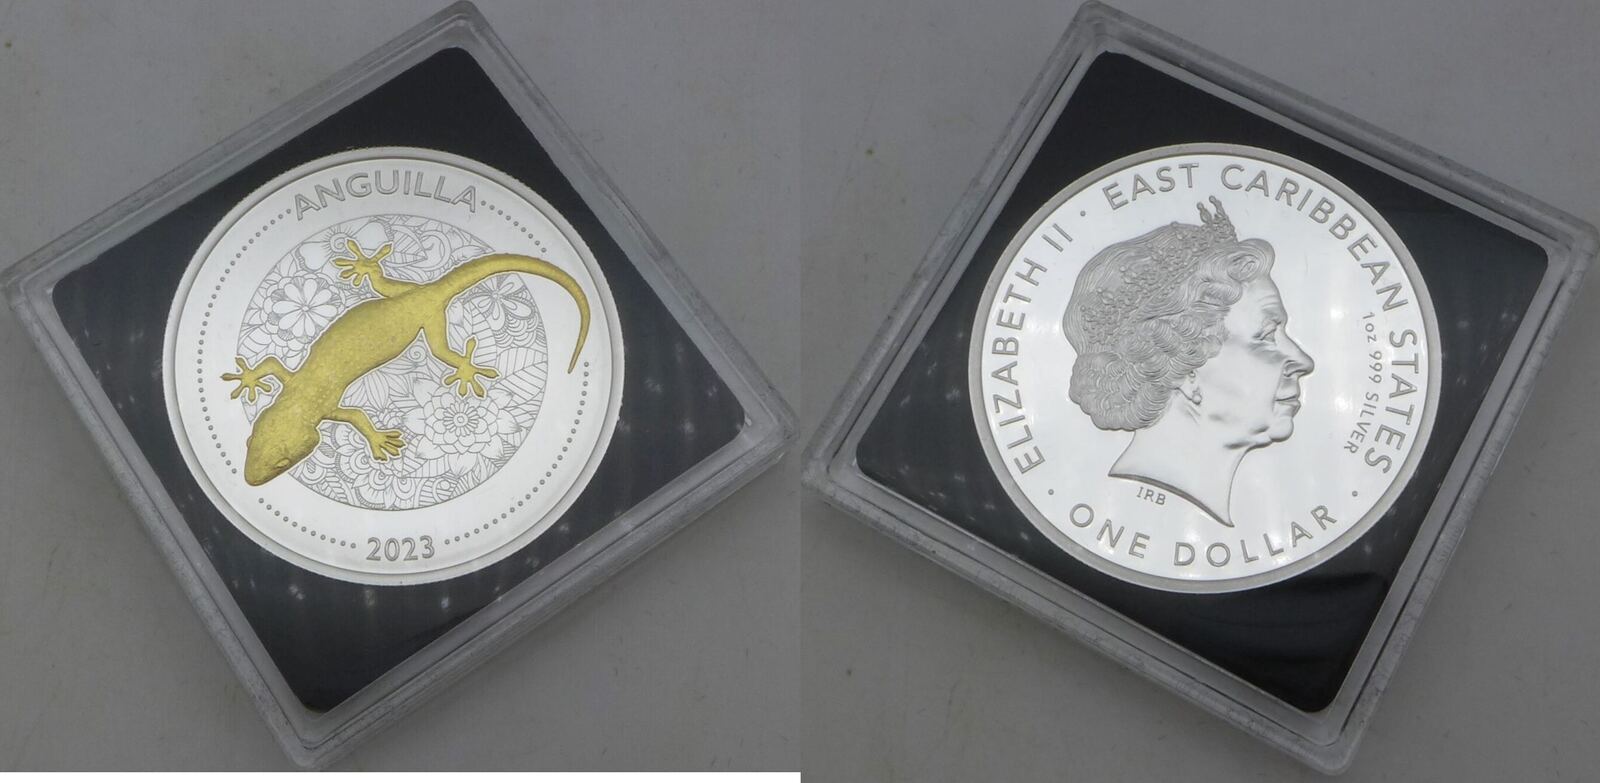 ANGUILLA
2023
ELIZABETH II · EAST CARIBBEAN STATES ·
1oz 999 SILVER
IRB
ONE DOLLAR ·